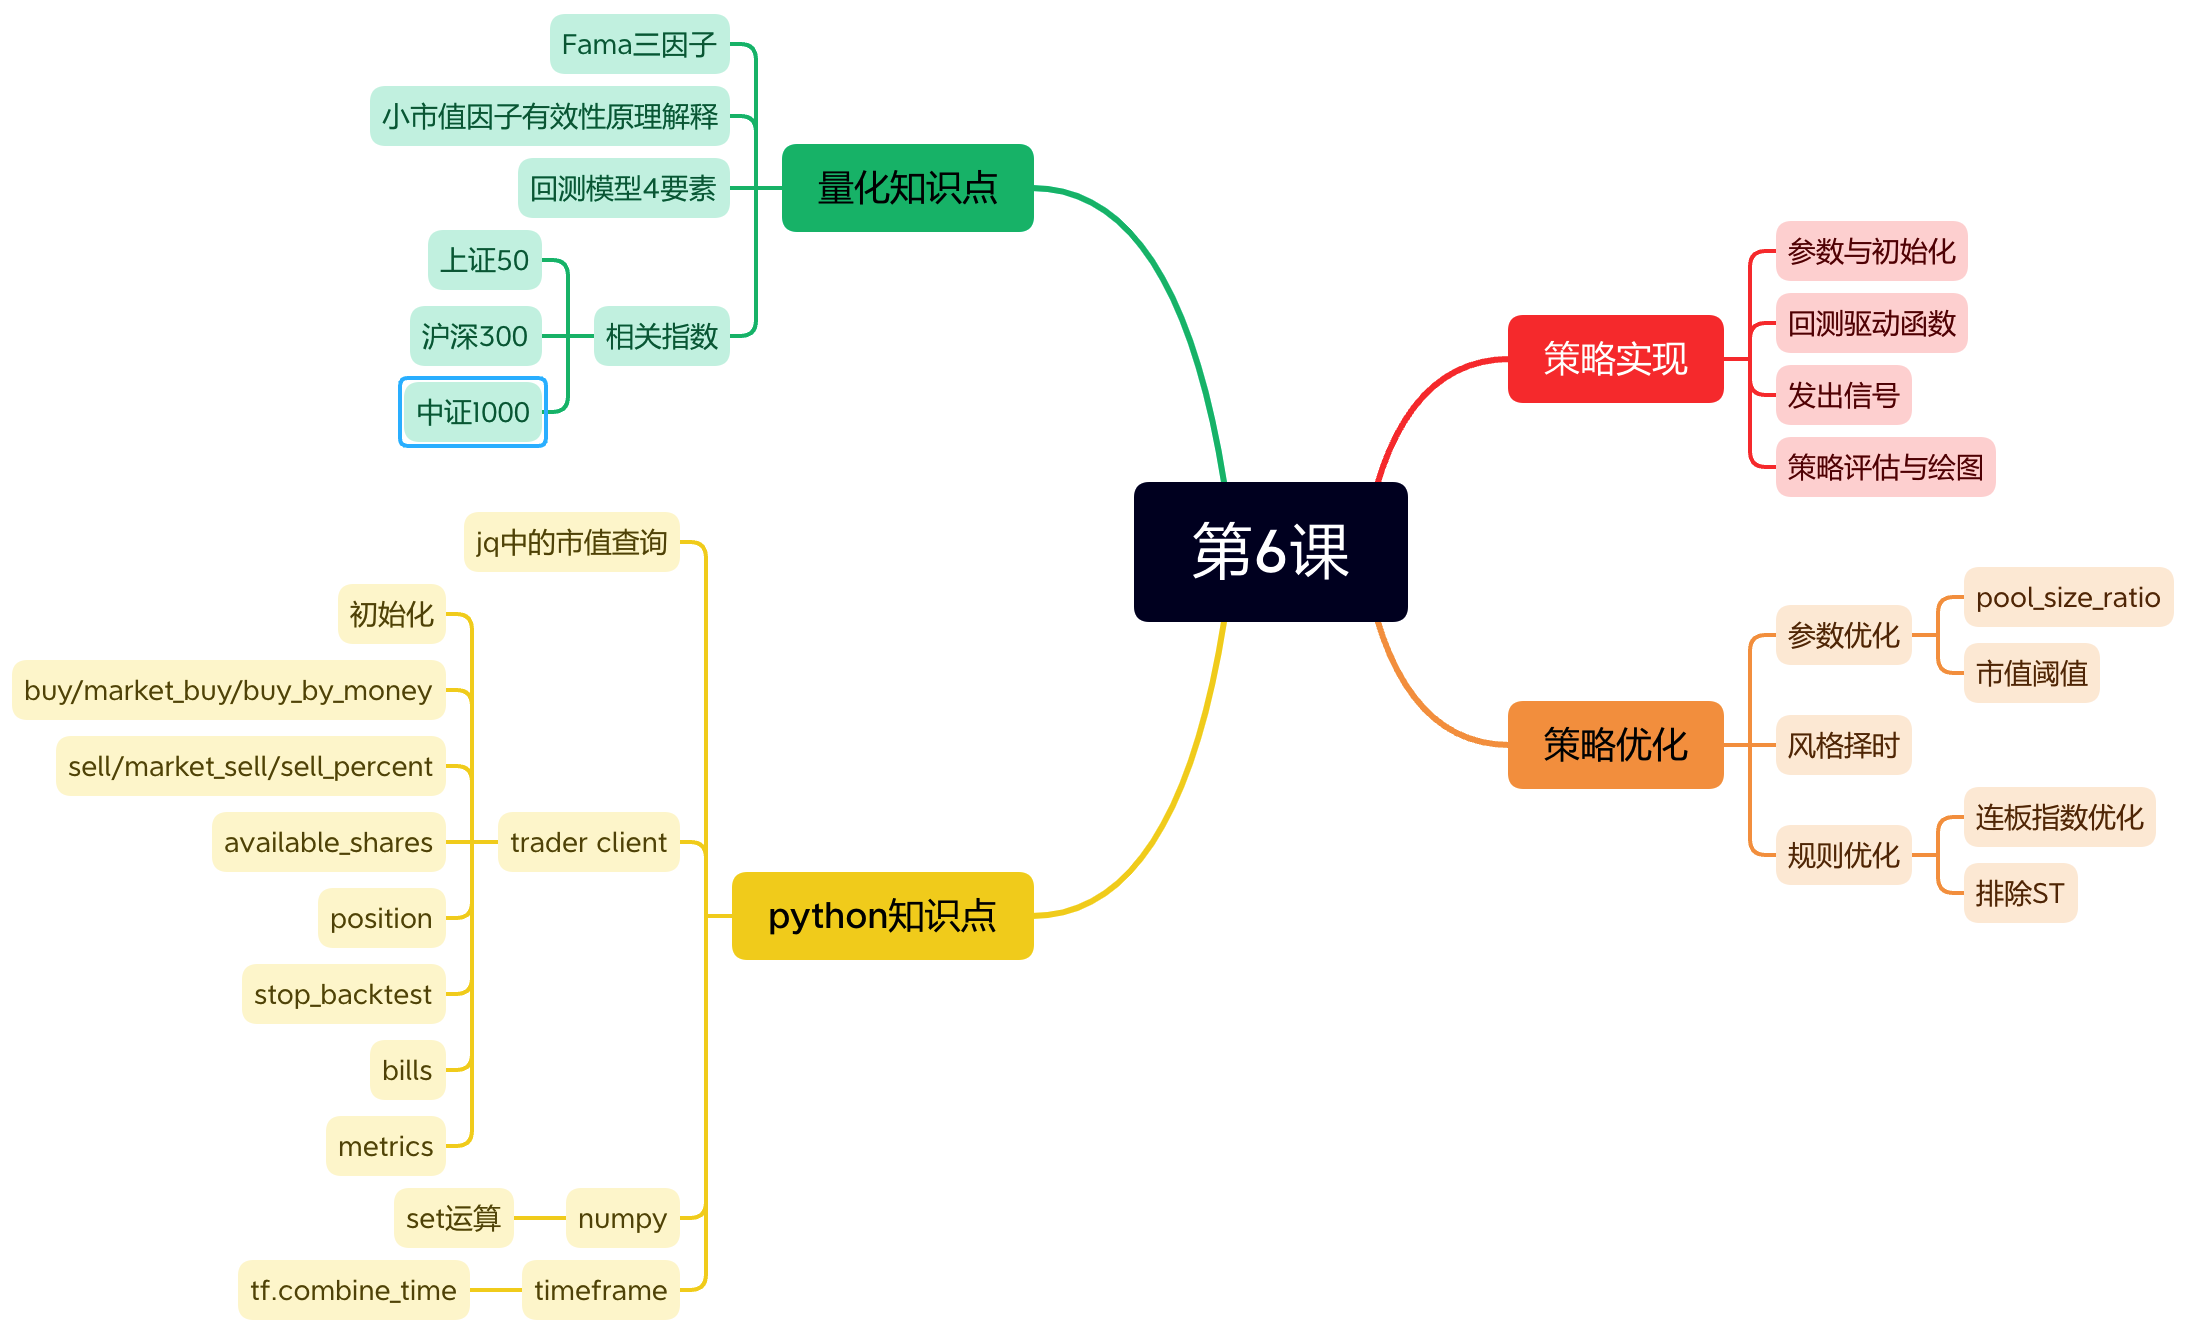 第6课
策略实现
参数与初始化
回测驱动函数
发出信号
策略评估与绘图
策略优化
参数优化
pool_size_ratio
市值阈值
风格择时
规则优化
连板指数优化
排除ST
量化知识点
Fama三因子
小市值因子有效性原理解释
回测模型4要素
相关指数
上证50
沪深300
中证1000
python知识点
jq中的市值查询
trader client
初始化
buy/market_buy/buy_by_money
sell/market_sell/sell_percent
available_shares
position
stop_backtest
bills
metrics
numpy
set运算
timeframe
tf.combine_time